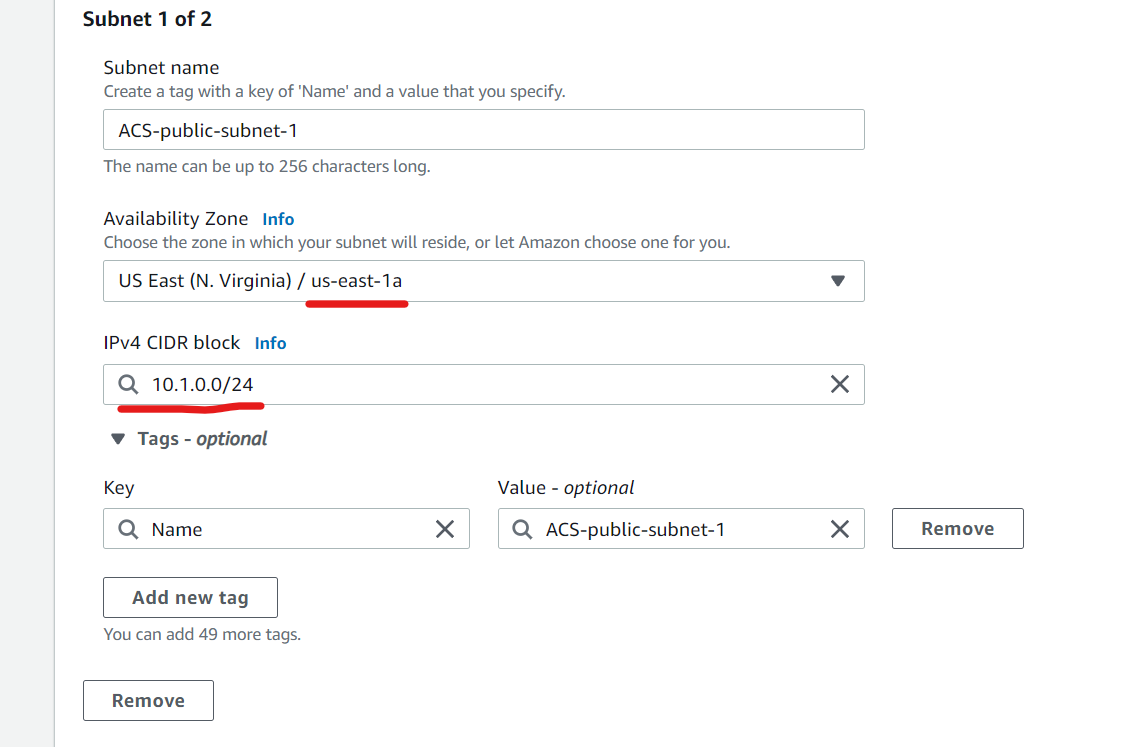 Subnet 1 of 2
Subnet name
Create a tag with a key of 'Name' and a value that you specify.
ACS-public-subnet-1
The name can be up to 256 characters long.
Availability Zone Info
Choose the zone in which your subnet will reside, or let Amazon choose one for you.
US East (N. Virginia) / us-east-1a
IPv4 CIDR block Info
10.1.0.0/24
Tags - optional
Key Value - optional
Name ACS-public-subnet-1 Remove
Add new tag
You can add 49 more tags.
Remove